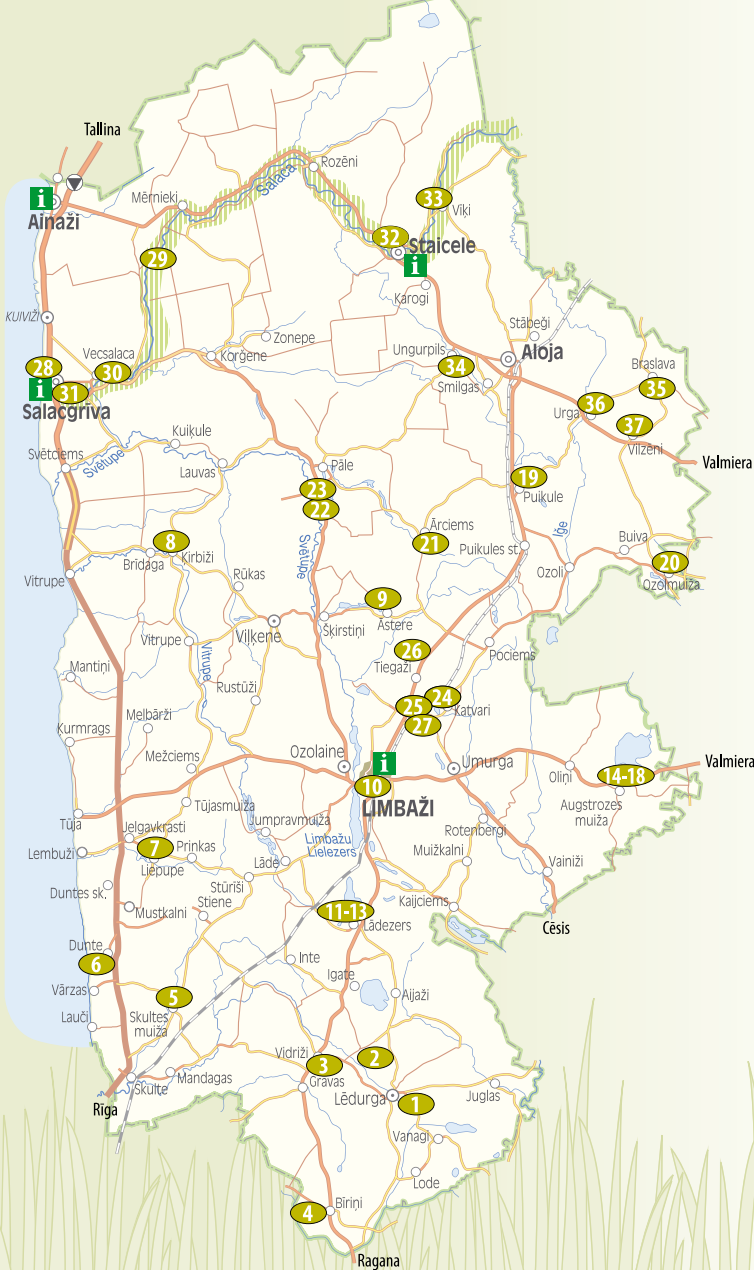 Tallina
i
Ainaži
Mērnieki
Salaca
Rozēni
33
Vīķi
32
Staicele
i
Karogi
29
KUIVIŽI
Vecsalaca
Korģene
Zonepe
Ungurpils
34
Smilgas
Stābeģi
Aloja
Braslava
35
28
i
30
31
Salacgrīva
36
Urga
37
Vilzēni
Valmiera
Svētciems
Svētupe
Kuiķule
Lauvas
Pāle
23
22
19
Puikule
Iģe
Ārciems
21
Puikules st.
Buiva
20
Ozolmuiža
Ozoli
8
Brīdaga
Kirbiži
Svētupe
Vitrupe
Rūkas
9
Āstere
Šķirstiņi
Viļķene
Vitrupe
Vitrupe
26
Tiegaži
Pociems
Mantiņi
Rustūži
24
25
Katvari
27
Kurmrags
Melbārži
Mežciems
Ozolaine
i
10
LIMBAŽI
Umurga
Oliņi
14-18
Augstrozes
muiža
Valmiera
Tūja
Tūjasmuiža
Jelgavkrasti
Jumpravmuiža
Limbažu
Lielezers
Rotenbergi
Muižkalni
Lembuži
7
Priņkas
Liepupe
Lāde
Vainiži
Duntes sk.
Stūrīši
Stiene
Mustkalni
11-13
Lādezers
Kaijciems
Cēsis
Dunte
6
Inte
Igate
Aijaži
Vārzas
5
Skultes
muiža
Lauči
Vidriži
3
2
Gravas
Skulte
Mandagas
Lēdurga
1
Juglas
Rīga
Vanagi
Lode
4
Bīriņi
Ragana